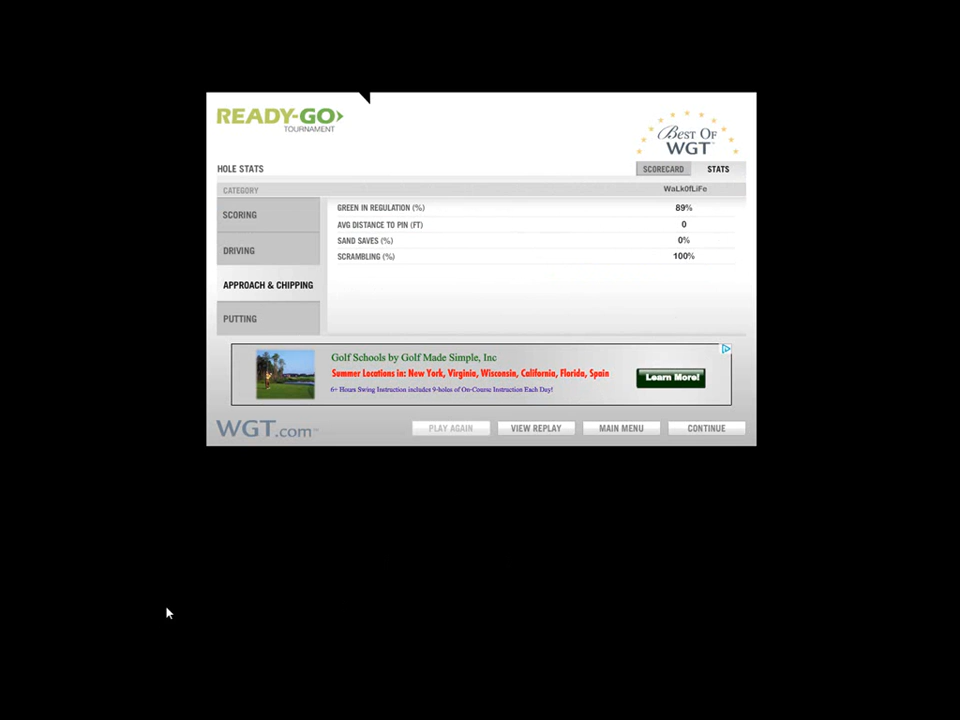 READY-GO
TOURNAMENT
BEST OF
WGT
HOLE STATS
SCORECARD STATS
CATEGORY WaLk0fLiFe
SCORING
DRIVING
APPROACH & CHIPPING
PUTTING
GREEN IN REGULATION (%) 89%
AVG DISTANCE TO PIN (FT) 0
SAND SAVES (%) 0%
SCRAMBLING (%) 100%
Golf Schools by Golf Made Simple, Inc
Summer Locations in: New York, Virginia, Wisconsin, California, Florida, Spain
6+ Hours Swing Instruction includes 9-holes of On-Course Instruction Each Day!
Learn More!
WGT.com
PLAY AGAIN VIEW REPLAY MAIN MENU CONTINUE